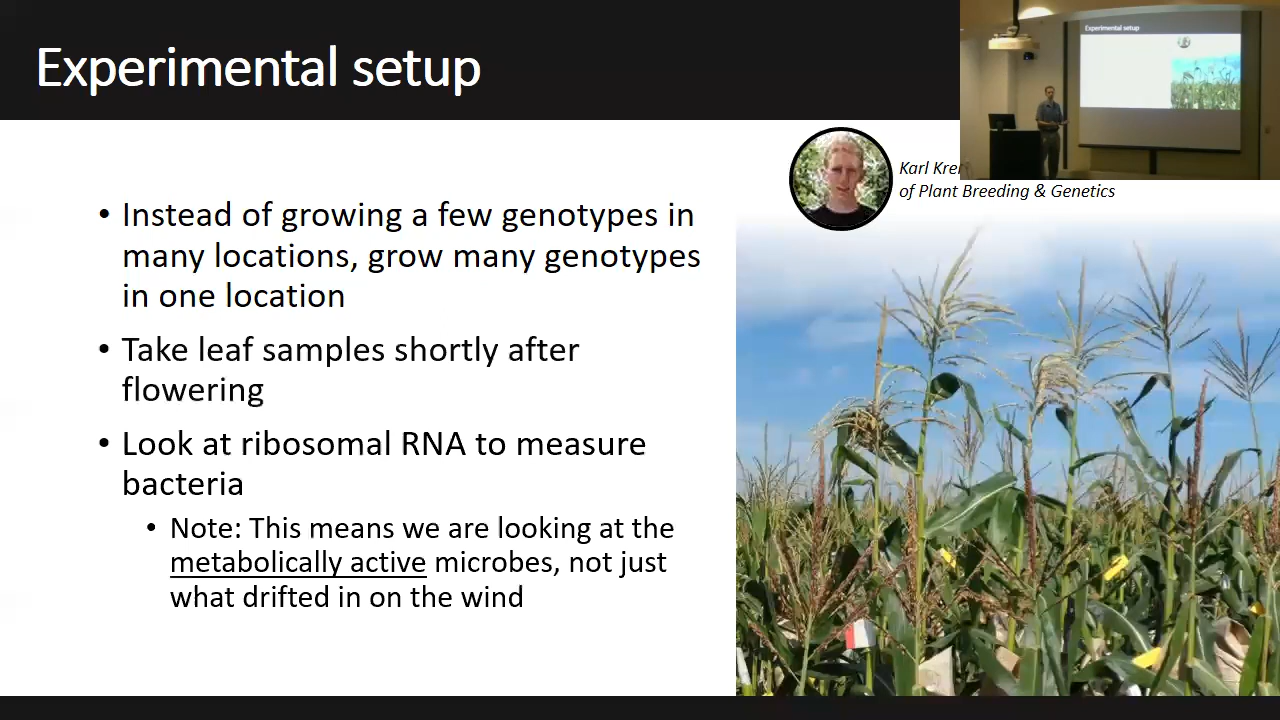 Experimental setup
Experimental setup
Karl
of Plant Breeding & Genetics
• Instead of growing a few genotypes in
many locations, grow many genotypes
in one location
• Take leaf samples shortly after
flowering
• Look at ribosomal RNA to measure
bacteria
• Note: This means we are looking at the
metabolically active microbes, not just
what drifted in on the wind